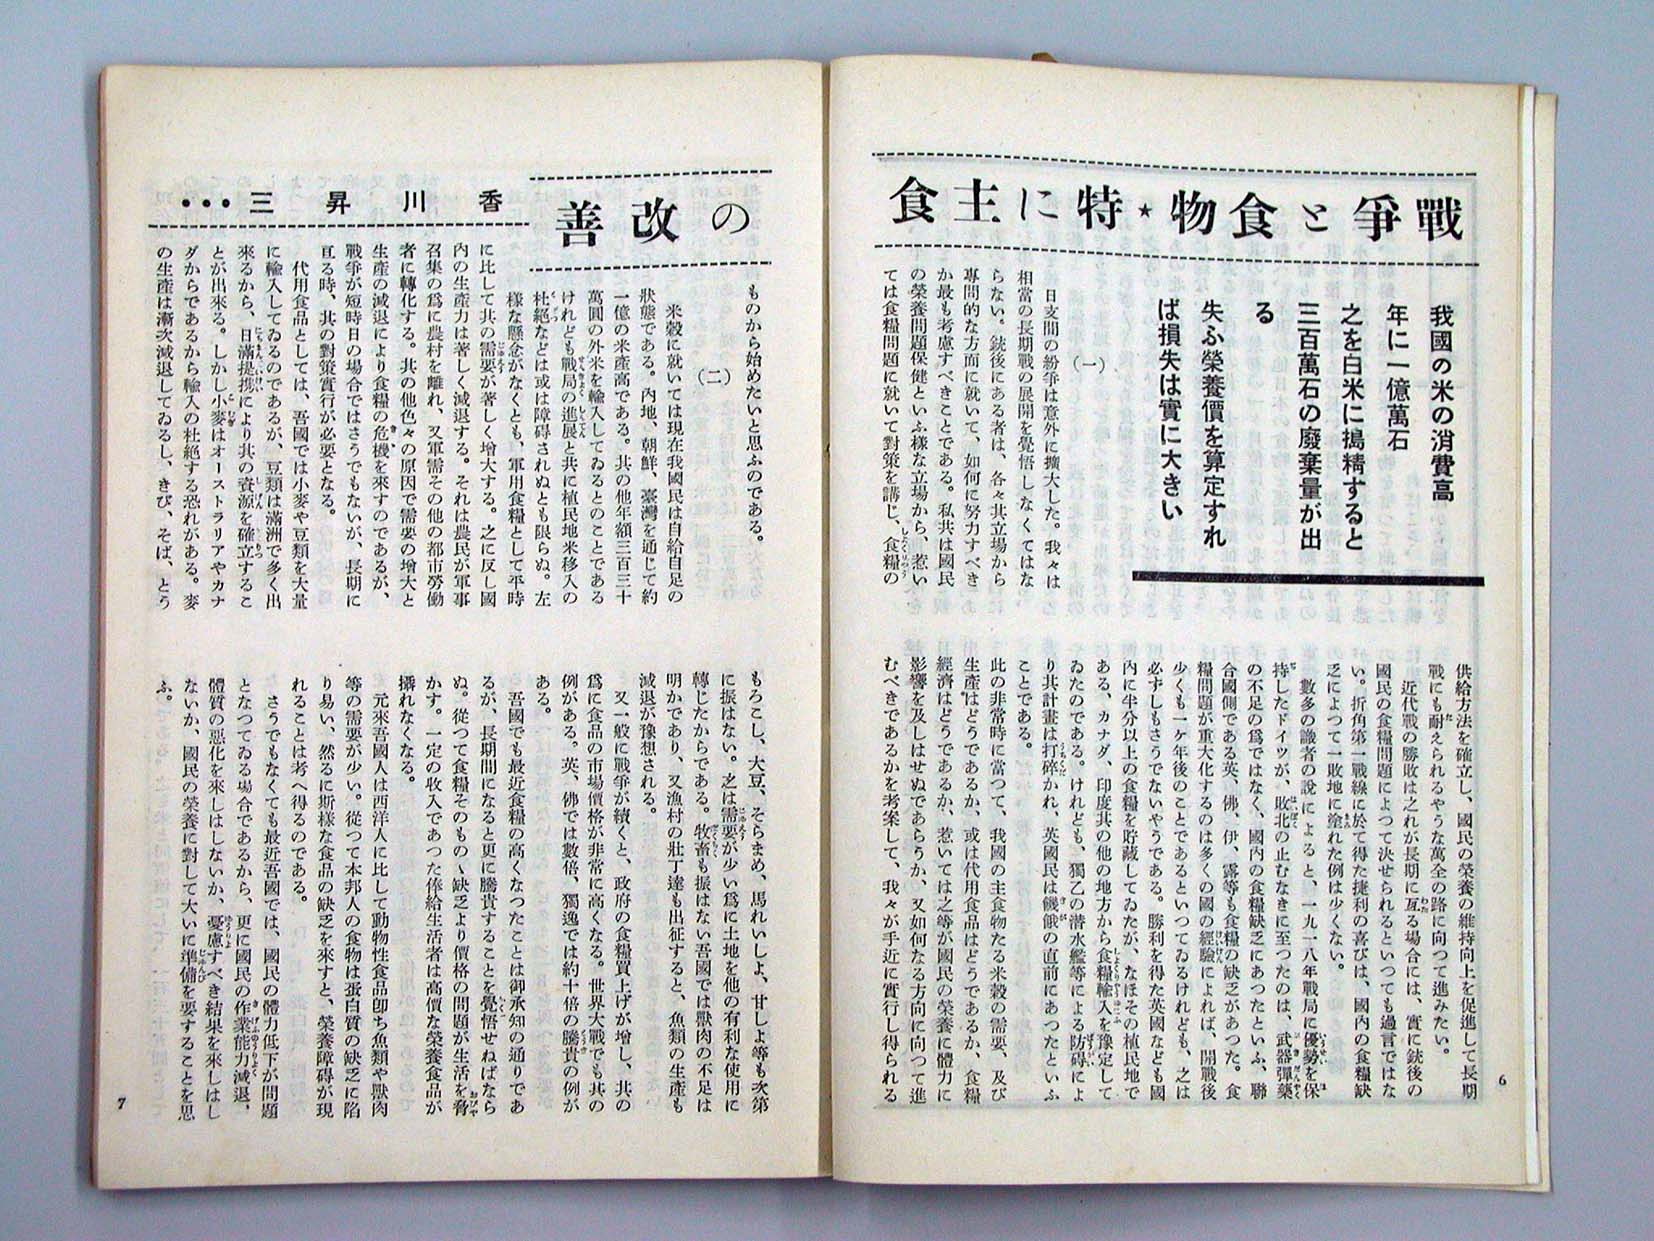 戰爭と食物★特に主食
の改善
香川昇三・・・
我國の米の消費高
年に一億萬石
之を白米に搗精すると
三百萬石の廢棄量が出
る
失ふ榮養價を算定すれ
ば損失は實に大きい
(一)
日支間の紛爭は意外に擴大した。我々は
相當の長期戰の展開を覺悟しなくてはな
らない。銃後にある者は、各々共立場から
專問的な方面に就いて、如何に努力すべき
か最も考慮すべきことである。私共は國民
の榮養問題保健といふ樣な立場から、惹い
ては食糧問題に就いて對策を講じ、食糧の
供給方法を確立し、國民の榮養の維持向上を促進して長期
戰にも耐えられるやうな萬全の路に向つて進みたい。
近代戰の勝敗は之れが長期に亙る場合には、實に銃後の
國民の食糧問題によつて決せられるといつても過言ではな
い。折角第一戰線に於て得た捷利の喜びは、國內の食糧缺
乏によつて一敗地に塗れた例は少くない。
數多の識者の說によると、一九一八年戰局に優勢を保
持したドイツが、敗北の止むなきに至つたのは、武器彈藥
の不足の爲ではなく、國內の食糧缺乏にあつたといふ、聯
合國側である英、佛、伊、露等も食糧の缺乏があつた。食
糧問題が重大化するのは多くの國の經驗によれば、開戰後
少くも一ケ年後のことであるといつてゐるけれども、之は
必ずしもさうでないやうである。勝利を得た英國なども國
內に半分以上の食糧を貯藏してゐたが、なほその植民地で
ある、カナダ、印度其の他の地方から食糧輸入を豫定して
ゐたのである。けれども、獨乙の潜水艦等による防碍によ
り其計畫は打碎かれ、英國民は饑餓の直前にあつたといふ
ことである。
此の非常時に當つて、我國の主食物たる米穀の需要、及び
生產はどうであるか、或は代用食品はどうであるか、食糧
經濟はどうであるか、惹いては之等が國民の榮養に體力に
影響を及しはせぬであらうか、又如何なる方向に向つて進
むべきであるかを考案して、我々が手近に實行し得られる
6
ものから始めたいと思ふのである。
(二)
米穀に就いては現在我國民は自給自足の
狀態である。內地、朝鮮、臺灣を通じて約
一億の米產高である。其の他年額三百三十
萬圓の外米を輸入してゐるとのことである
けれども戰局の進展と共に植民地米移入の
杜絕などは或は障碍されぬとも限らぬ。左
樣な懸念がなくとも、軍用食糧として平時
に比して其の需要が著しく增大する。之に反し國
內の生產力は著しく減退する。それは農民が軍事
召集の爲に農村を離れ、又軍需その他の都市勞働
者に轉化する。其の他色々の原因で需要の增大と
生產の減退により食糧の危機を來すのであるが、
戰爭が短時日の場合ではさうでもないが、長期に
亙る時、其の對策實行が必要となる。
代用食品としては、吾國では小麥や豆類を大量
に輸入してゐるのであるが、豆類は滿洲で多く出
來るから、日滿提携により其の資源を確立するこ
とが出來る。しかし小麥はオーストラリアやカナ
ダからであるから輸入の杜絕する恐れがある。麥
の生產は漸次減退してゐるし、きび、そば、とう
もろこし、大豆、そらまめ、馬れいしよ、甘しよ等も次第
に振はない。之は需要が少い爲に土地を他の有利な使用に
轉じたからである。牧畜も振はない吾國では獸肉の不足は
明かであり、又漁村の壯丁達も出征すると、魚類の生產も
減退が豫想される。
又一般に戰爭が續くと、政府の食糧買上げが增し、共の
爲に食品の市場價格が非常に高くなる。世界大戰でも共の
例がある。英、佛では數倍、獨逸では約十倍の騰貴の例が
ある。
吾國でも最近食糧の高くなつたことは御承知の通りであ
るが、長期間になると更に騰貴することを覺悟せねばなら
ぬ。從つて食糧そのものゝ缺乏より價格の問題が生活を脅
かす。一定の收入であつた俸給生活者は高價な榮養食品が
攝れなくなる。
元來吾國人は西洋人に比して動物性食品卽ち魚類や獸肉
等の需要が少い。從つて本邦人の食物は蛋白質の缺乏に陷
り易い、然るに斯樣な食品の缺乏を來すと、榮養障碍が現
れることは考へ得るのである。
さうでもなくても最近吾國では、國民の體力低下が問題
となつてゐる場合であるから、更に國民の作業能力減退、
體質の惡化を來しはしないか、憂慮すべき結果を來しはし
ないか、國民の榮養に對して大いに準備を要することを思
ふ。
7